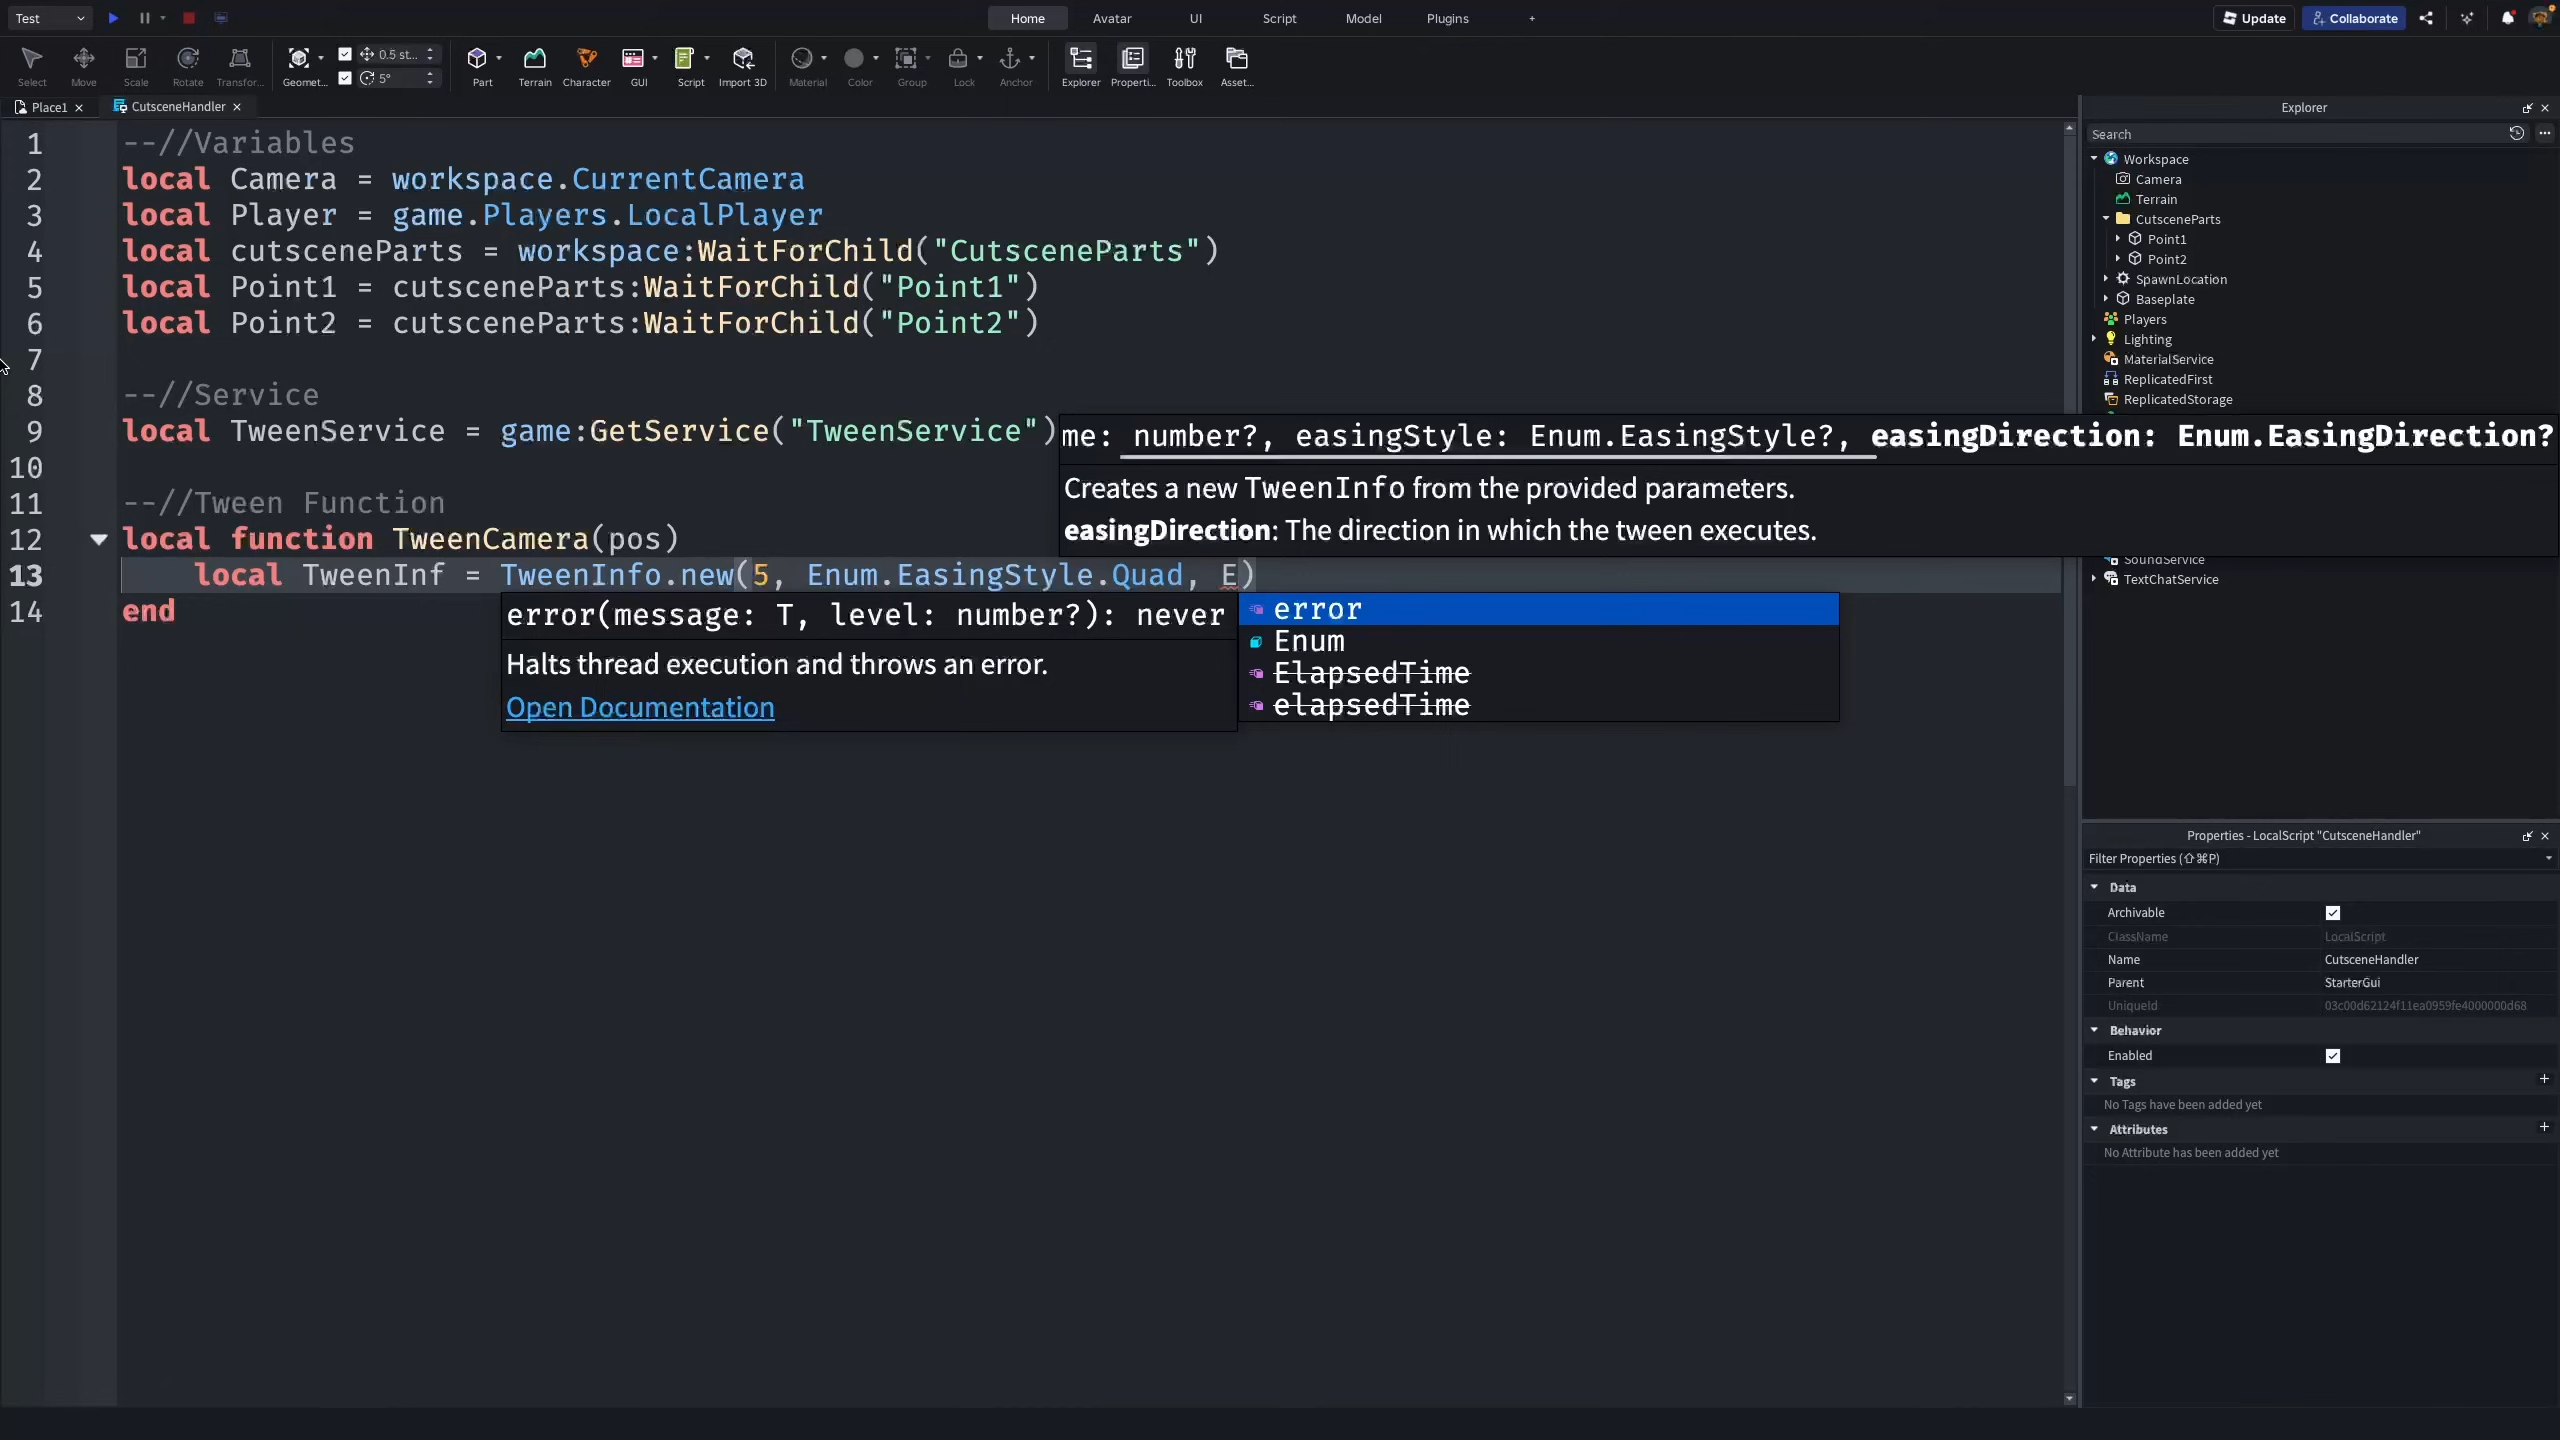 Test
Home
Avatar
UI
Script
Model
Plugins
+
Update
Collaborate
Select
Move
Scale
Rotate
Transfor...
Geomet...
0.5 st...
5°
Part
Terrain
Character
GUI
Script
Import 3D
Material
Color
Group
Lock
Anchor
Explorer
Properti...
Toolbox
Asset...
Place1
CutsceneHandler
1 --//Variables
2 local Camera = workspace.CurrentCamera
3 local Player = game.Players.LocalPlayer
4 local cutsceneParts = workspace:WaitForChild("CutsceneParts")
5 local Point1 = cutsceneParts:WaitForChild("Point1")
6 local Point2 = cutsceneParts:WaitForChild("Point2")
7
8 --//Service
9 local TweenService = game:GetService("TweenService")
me: number?, easingStyle: Enum.EasingStyle?, easingDirection: Enum.EasingDirection?
Creates a new TweenInfo from the provided parameters.
easingDirection: The direction in which the tween executes.
10
11 --//Tween Function
12 local function TweenCamera(pos)
13 local TweenInf = TweenInfo.new(5, Enum.EasingStyle.Quad, E)
14 end
error(message: T, level: number?): never
Halts thread execution and throws an error.
Open Documentation
error
Enum
ElapsedTime
elapsedTime
Explorer
Search
Workspace
Camera
Terrain
CutsceneParts
Point1
Point2
SpawnLocation
Baseplate
Players
Lighting
MaterialService
ReplicatedFirst
ReplicatedStorage
SoundService
TextChatService
Properties - LocalScript "CutsceneHandler"
Filter Properties (⇧⌘P)
Data
Archivable
ClassName LocalScript
Name CutsceneHandler
Parent StarterGui
UniqueId 03c00d62124f11ea0959fe4000000d68
Behavior
Enabled
Tags
No Tags have been added yet
Attributes
No Attribute has been added yet